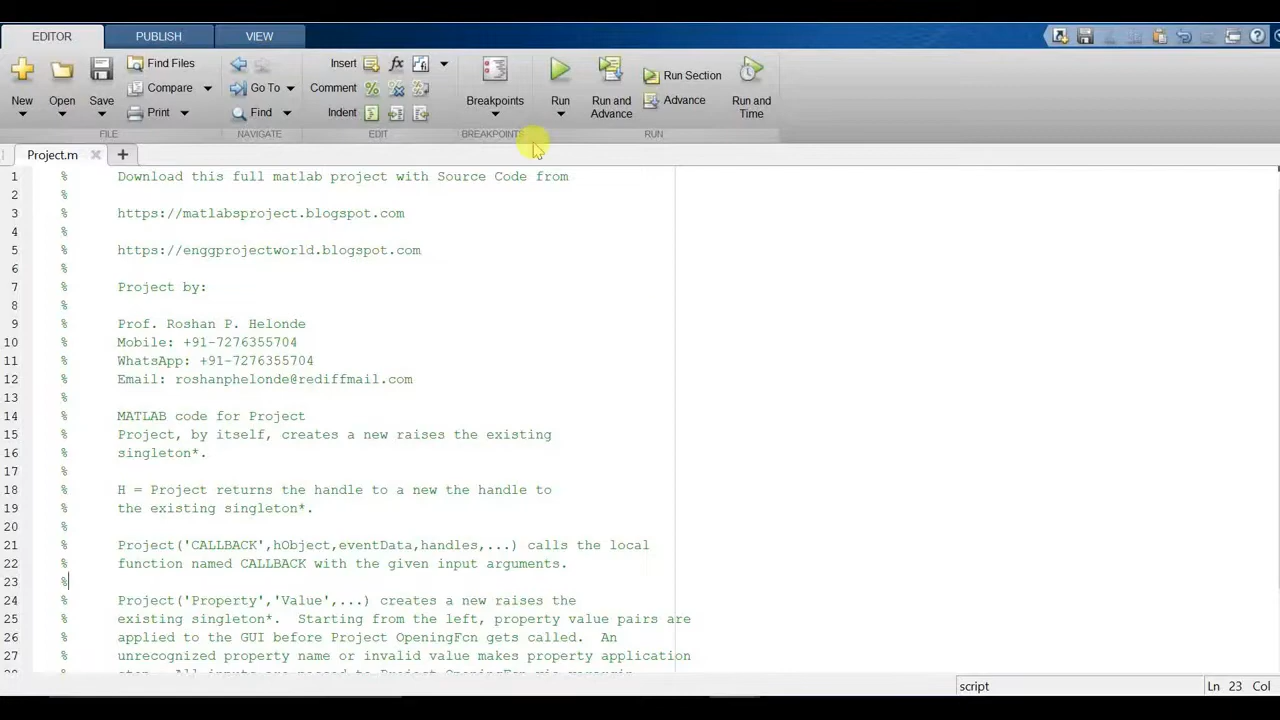 EDITOR PUBLISH VIEW
New Open Save Find Files Compare Print
Go To Find
Insert fx
Comment % %
Indent
Breakpoints
Run Run and Advance Run Section Advance Run and Time
FILE NAVIGATE EDIT BREAKPOINTS RUN
Project.m
1 % Download this full matlab project with Source Code from
2 %
3 % https://matlabsproject.blogspot.com
4 %
5 % https://enggprojectworld.blogspot.com
6 %
7 % Project by:
8 %
9 % Prof. Roshan P. Helonde
10 % Mobile: +91-7276355704
11 % WhatsApp: +91-7276355704
12 % Email: roshanphelonde@rediffmail.com
13 %
14 % MATLAB code for Project
15 % Project, by itself, creates a new raises the existing
16 % singleton*.
17 %
18 % H = Project returns the handle to a new the handle to
19 % the existing singleton*.
20 %
21 % Project('CALLBACK',hObject,eventData,handles,...) calls the local
22 % function named CALLBACK with the given input arguments.
23 %
24 % Project('Property','Value',...) creates a new raises the
25 % existing singleton*.  Starting from the left, property value pairs are
26 % applied to the GUI before Project OpeningFcn gets called.  An
27 % unrecognized property name or invalid value makes property application
28
script Ln 23 Col